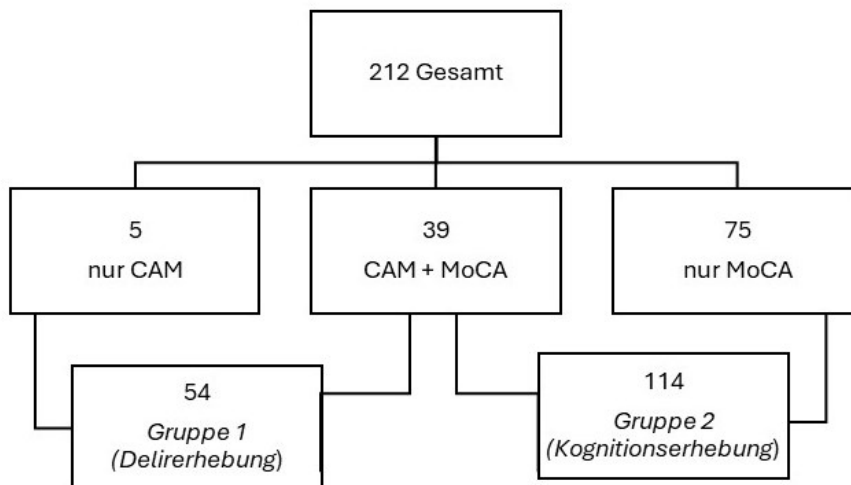 212 Gesamt
5
nur CAM
39
CAM + MoCA
75
nur MoCA
54
Gruppe 1
(Delirerhebung)
114
Gruppe 2
(Kognitionserhebung)